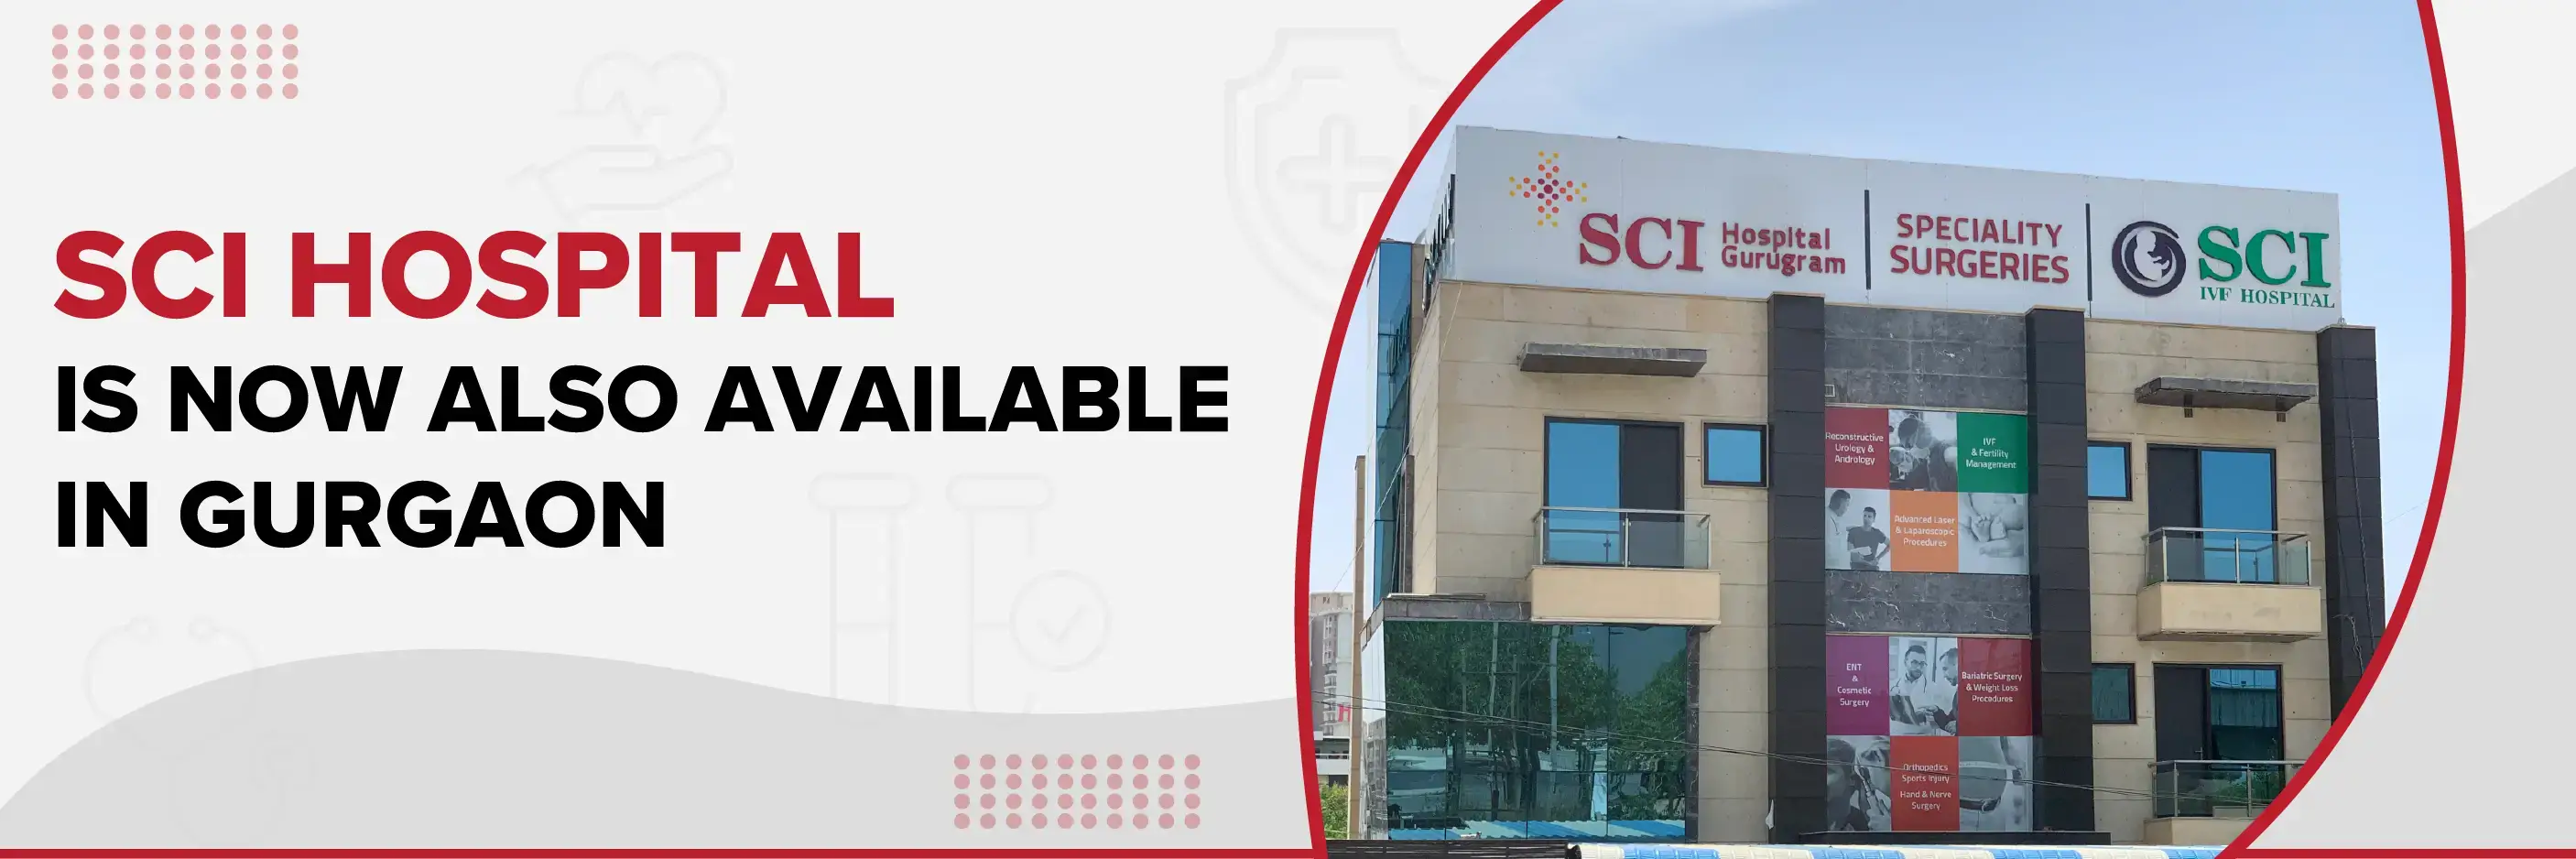 SCI HOSPITAL
IS NOW ALSO AVAILABLE
IN GURGAON
SCI Hospital Gurugram
SPECIALITY
SURGERIES
SCI
IVF HOSPITAL
Reconstructive
Urology &
Andrology
IVF
& Fertility
Management
Advanced Laser
& Laparoscopic
Procedures
ENT
&
Cosmetic
Surgery
Bariatric Surgery
& Weight Loss
Procedures
Orthopedics
Sports Injury
Hand & Nerve
Surgery